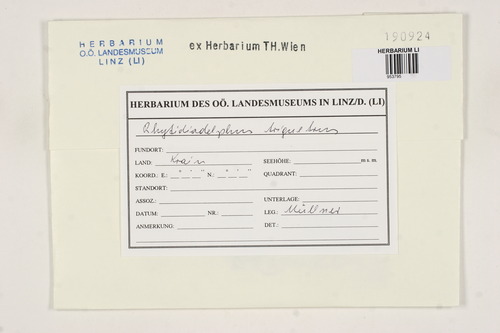 HERBARIUM
O.Ö. LANDESMUSEUM
LINZ (LI)
ex Herbarium TH.Wien
190924
HERBARIUM LI
HERBARIUM DES OÖ. LANDESMUSEUMS IN LINZ/D. (LI)
Rhytidiadelphus triquetrus
FUNDORT:
LAND: Krain SEEHÖHE: m s. m.
KOORD.: E.: ° ' " N.: ° ' " QUADRANT:
STANDORT:
ASSOZ.: UNTERLAGE:
DATUM: NR.: LEG.: Müllner
ANMERKUNG: DET.: